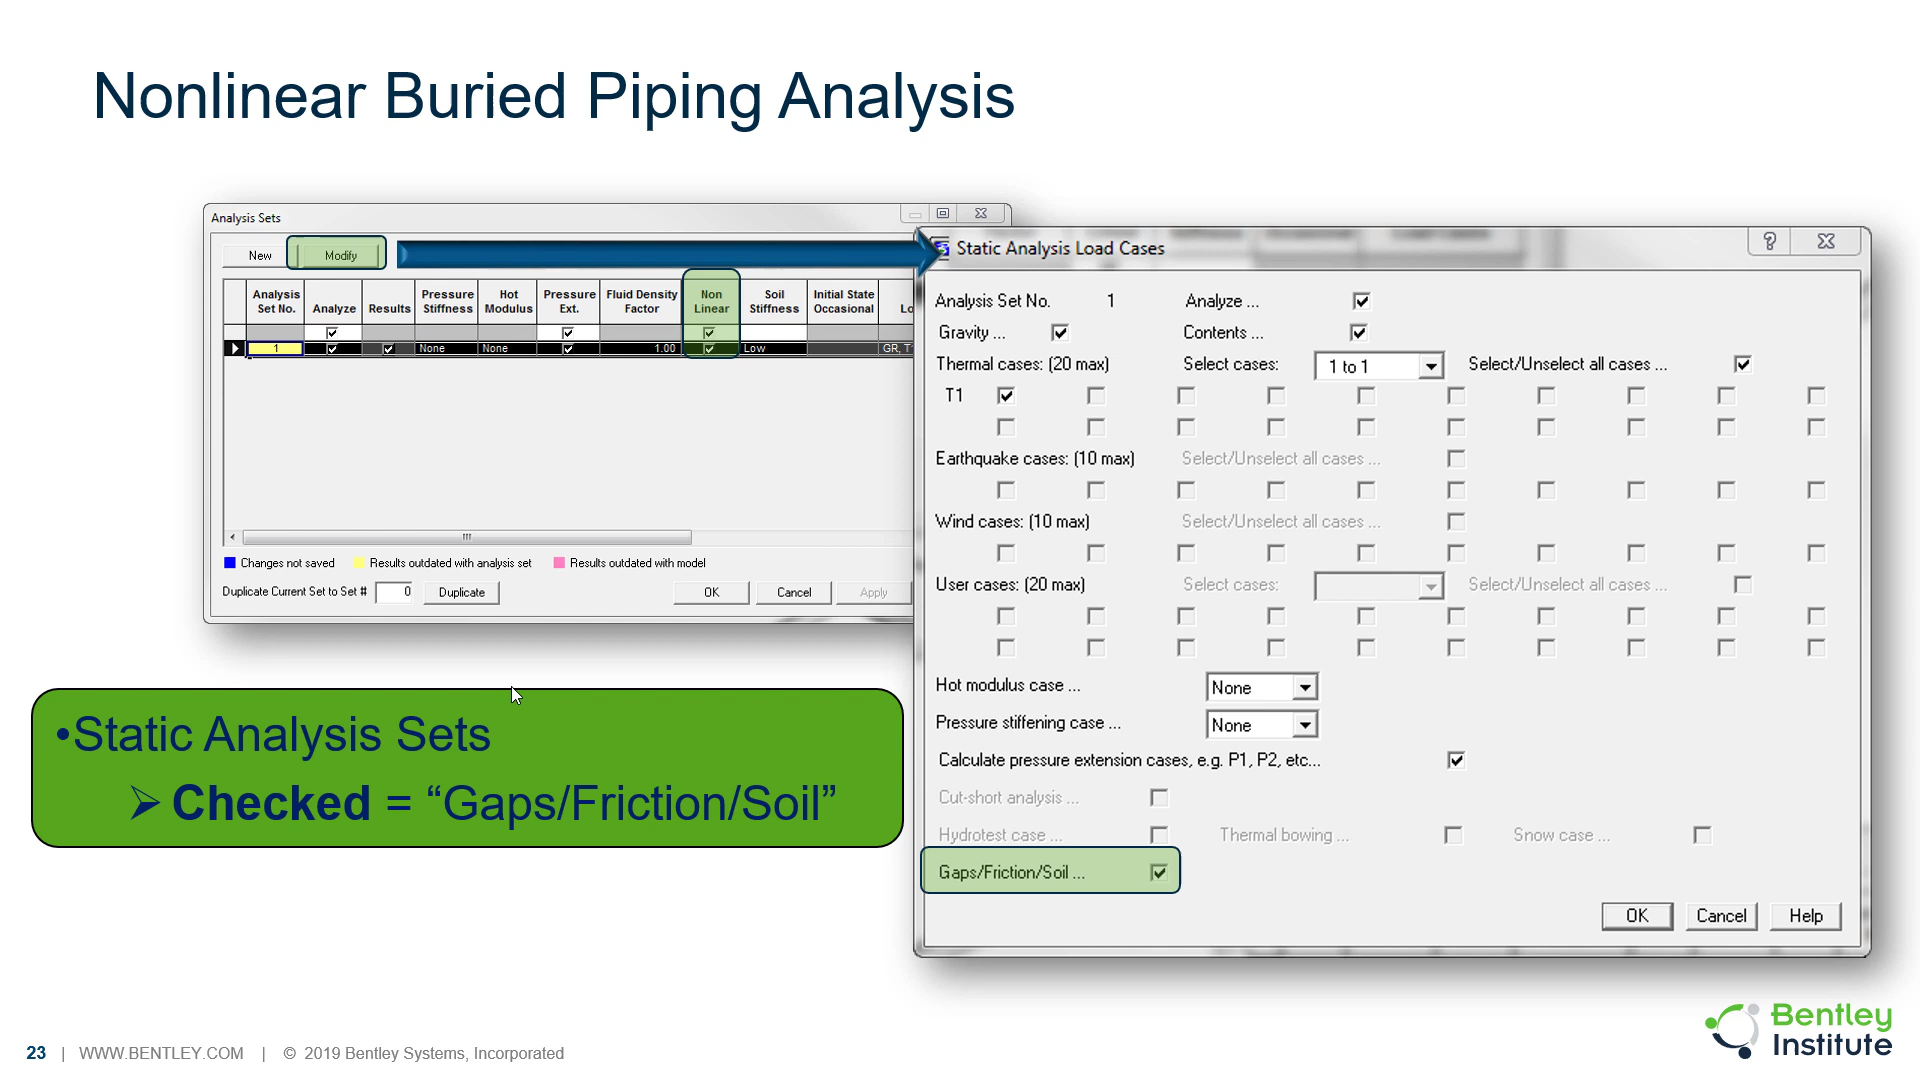 Nonlinear Buried Piping Analysis
Analysis Sets
New Modify
Analysis Set No. Analyze Results Pressure Stiffness Hot Modulus Pressure Ext. Fluid Density Factor Non Linear Soil Stiffness Initial State Occasional
1 None None 1.00 Low GR,
Changes not saved Results outdated with analysis set Results outdated with model
Duplicate Current Set to Set # 0 Duplicate OK Cancel Apply
Static Analysis Load Cases
Analysis Set No. 1 Analyze ...
Gravity ... Contents ...
Thermal cases: (20 max) Select cases: 1 to 1 Select/Unselect all cases ...
T1
Earthquake cases: (10 max) Select/Unselect all cases ...
Wind cases: (10 max) Select/Unselect all cases ...
User cases: (20 max) Select cases: Select/Unselect all cases ...
Hot modulus case ... None
Pressure stiffening case ... None
Calculate pressure extension cases, e.g. P1, P2, etc...
Cut-short analysis ...
Hydrotest case ... Thermal bowing ... Snow case ...
Gaps/Friction/Soil ...
OK Cancel Help
•Static Analysis Sets
➢ Checked = “Gaps/Friction/Soil”
23 | WWW.BENTLEY.COM | © 2019 Bentley Systems, Incorporated
Bentley
Institute